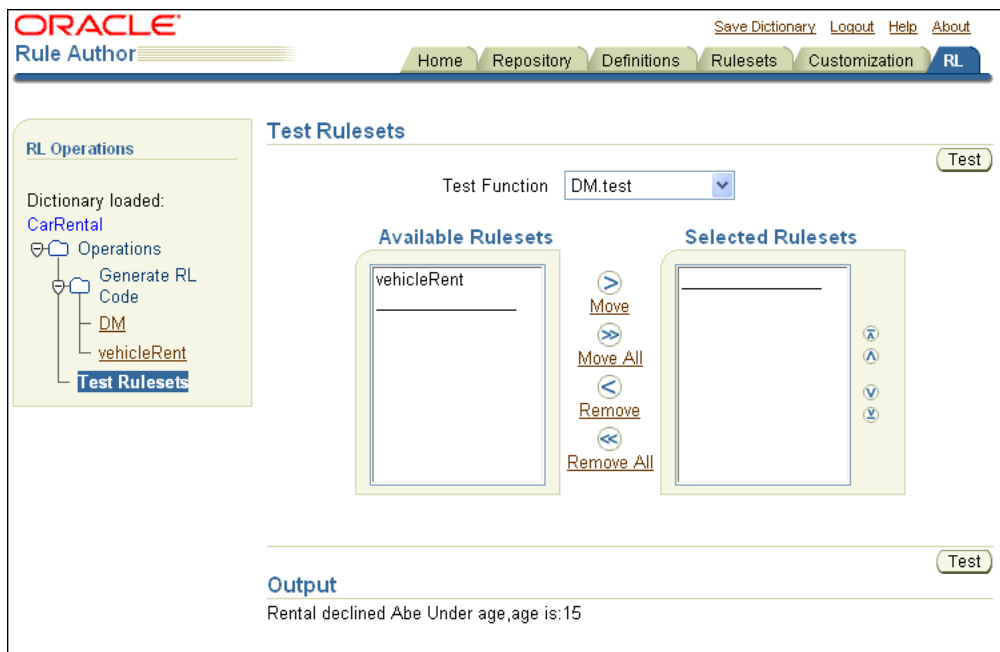 ORACLE
Rule Author
Save Dictionary Logout Help About
Home Repository Definitions Rulesets Customization RL
RL Operations
Dictionary loaded:
CarRental
Operations
Generate RL
Code
DM
vehicleRent
Test Rulesets
Test Rulesets
Test
Test Function DM.test
Available Rulesets
vehicleRent
Move
Move All
Remove
Remove All
Selected Rulesets
Test
Output
Rental declined Abe Under age,age is:15